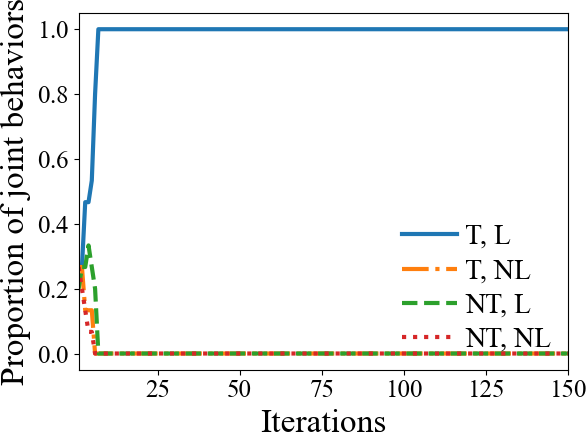 Proportion of joint behaviors
1.0
0.8
0.6
0.4
0.2
0.0
T, L
T, NL
NT, L
NT, NL
25
50
75
100
125
150
Iterations